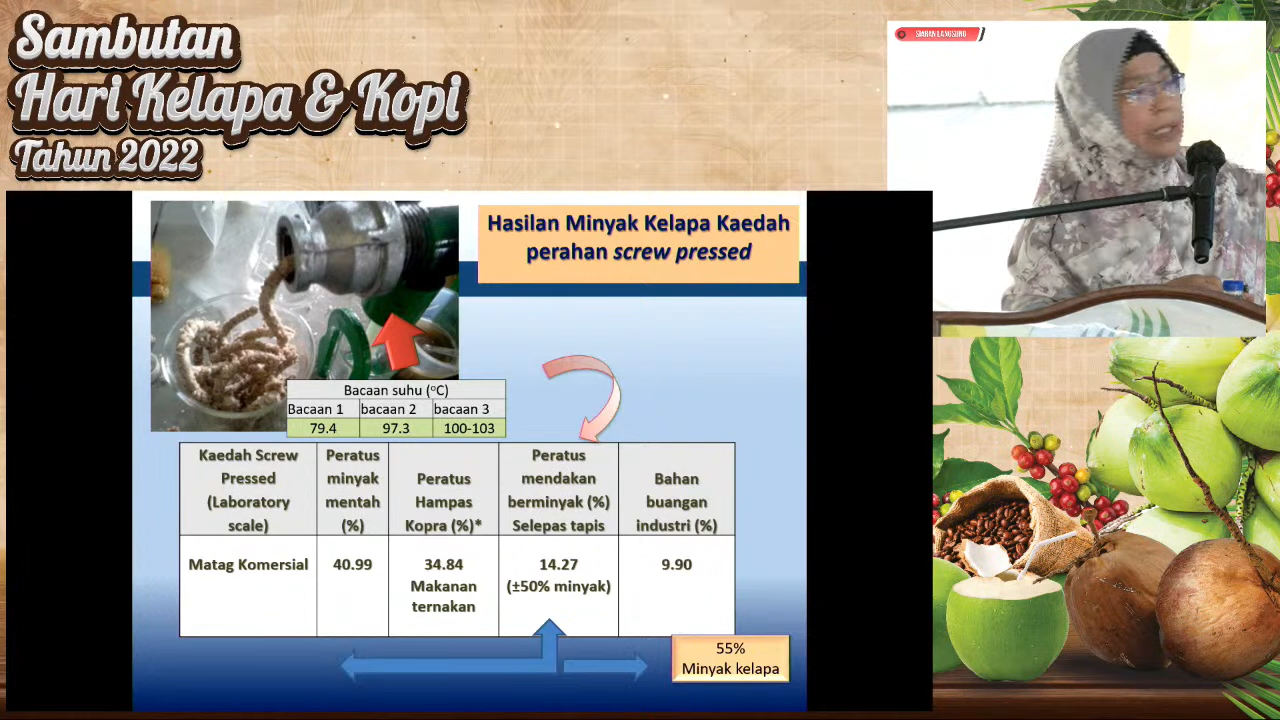 Sambutan
Hari Kelapa & Kopi
Tahun 2022
SIARAN LANGSUNG
Hasilan Minyak Kelapa Kaedah
perahan screw pressed
Bacaan suhu (°C)
Bacaan 1 bacaan 2 bacaan 3
79.4 97.3 100-103
Kaedah Screw Pressed (Laboratory scale)
Peratus minyak mentah (%)
Peratus Hampas Kopra (%)*
Peratus mendakan berminyak (%) Selepas tapis
Bahan buangan industri (%)
Matag Komersial
40.99
34.84
Makanan
ternakan
14.27
(±50% minyak)
9.90
55%
Minyak kelapa